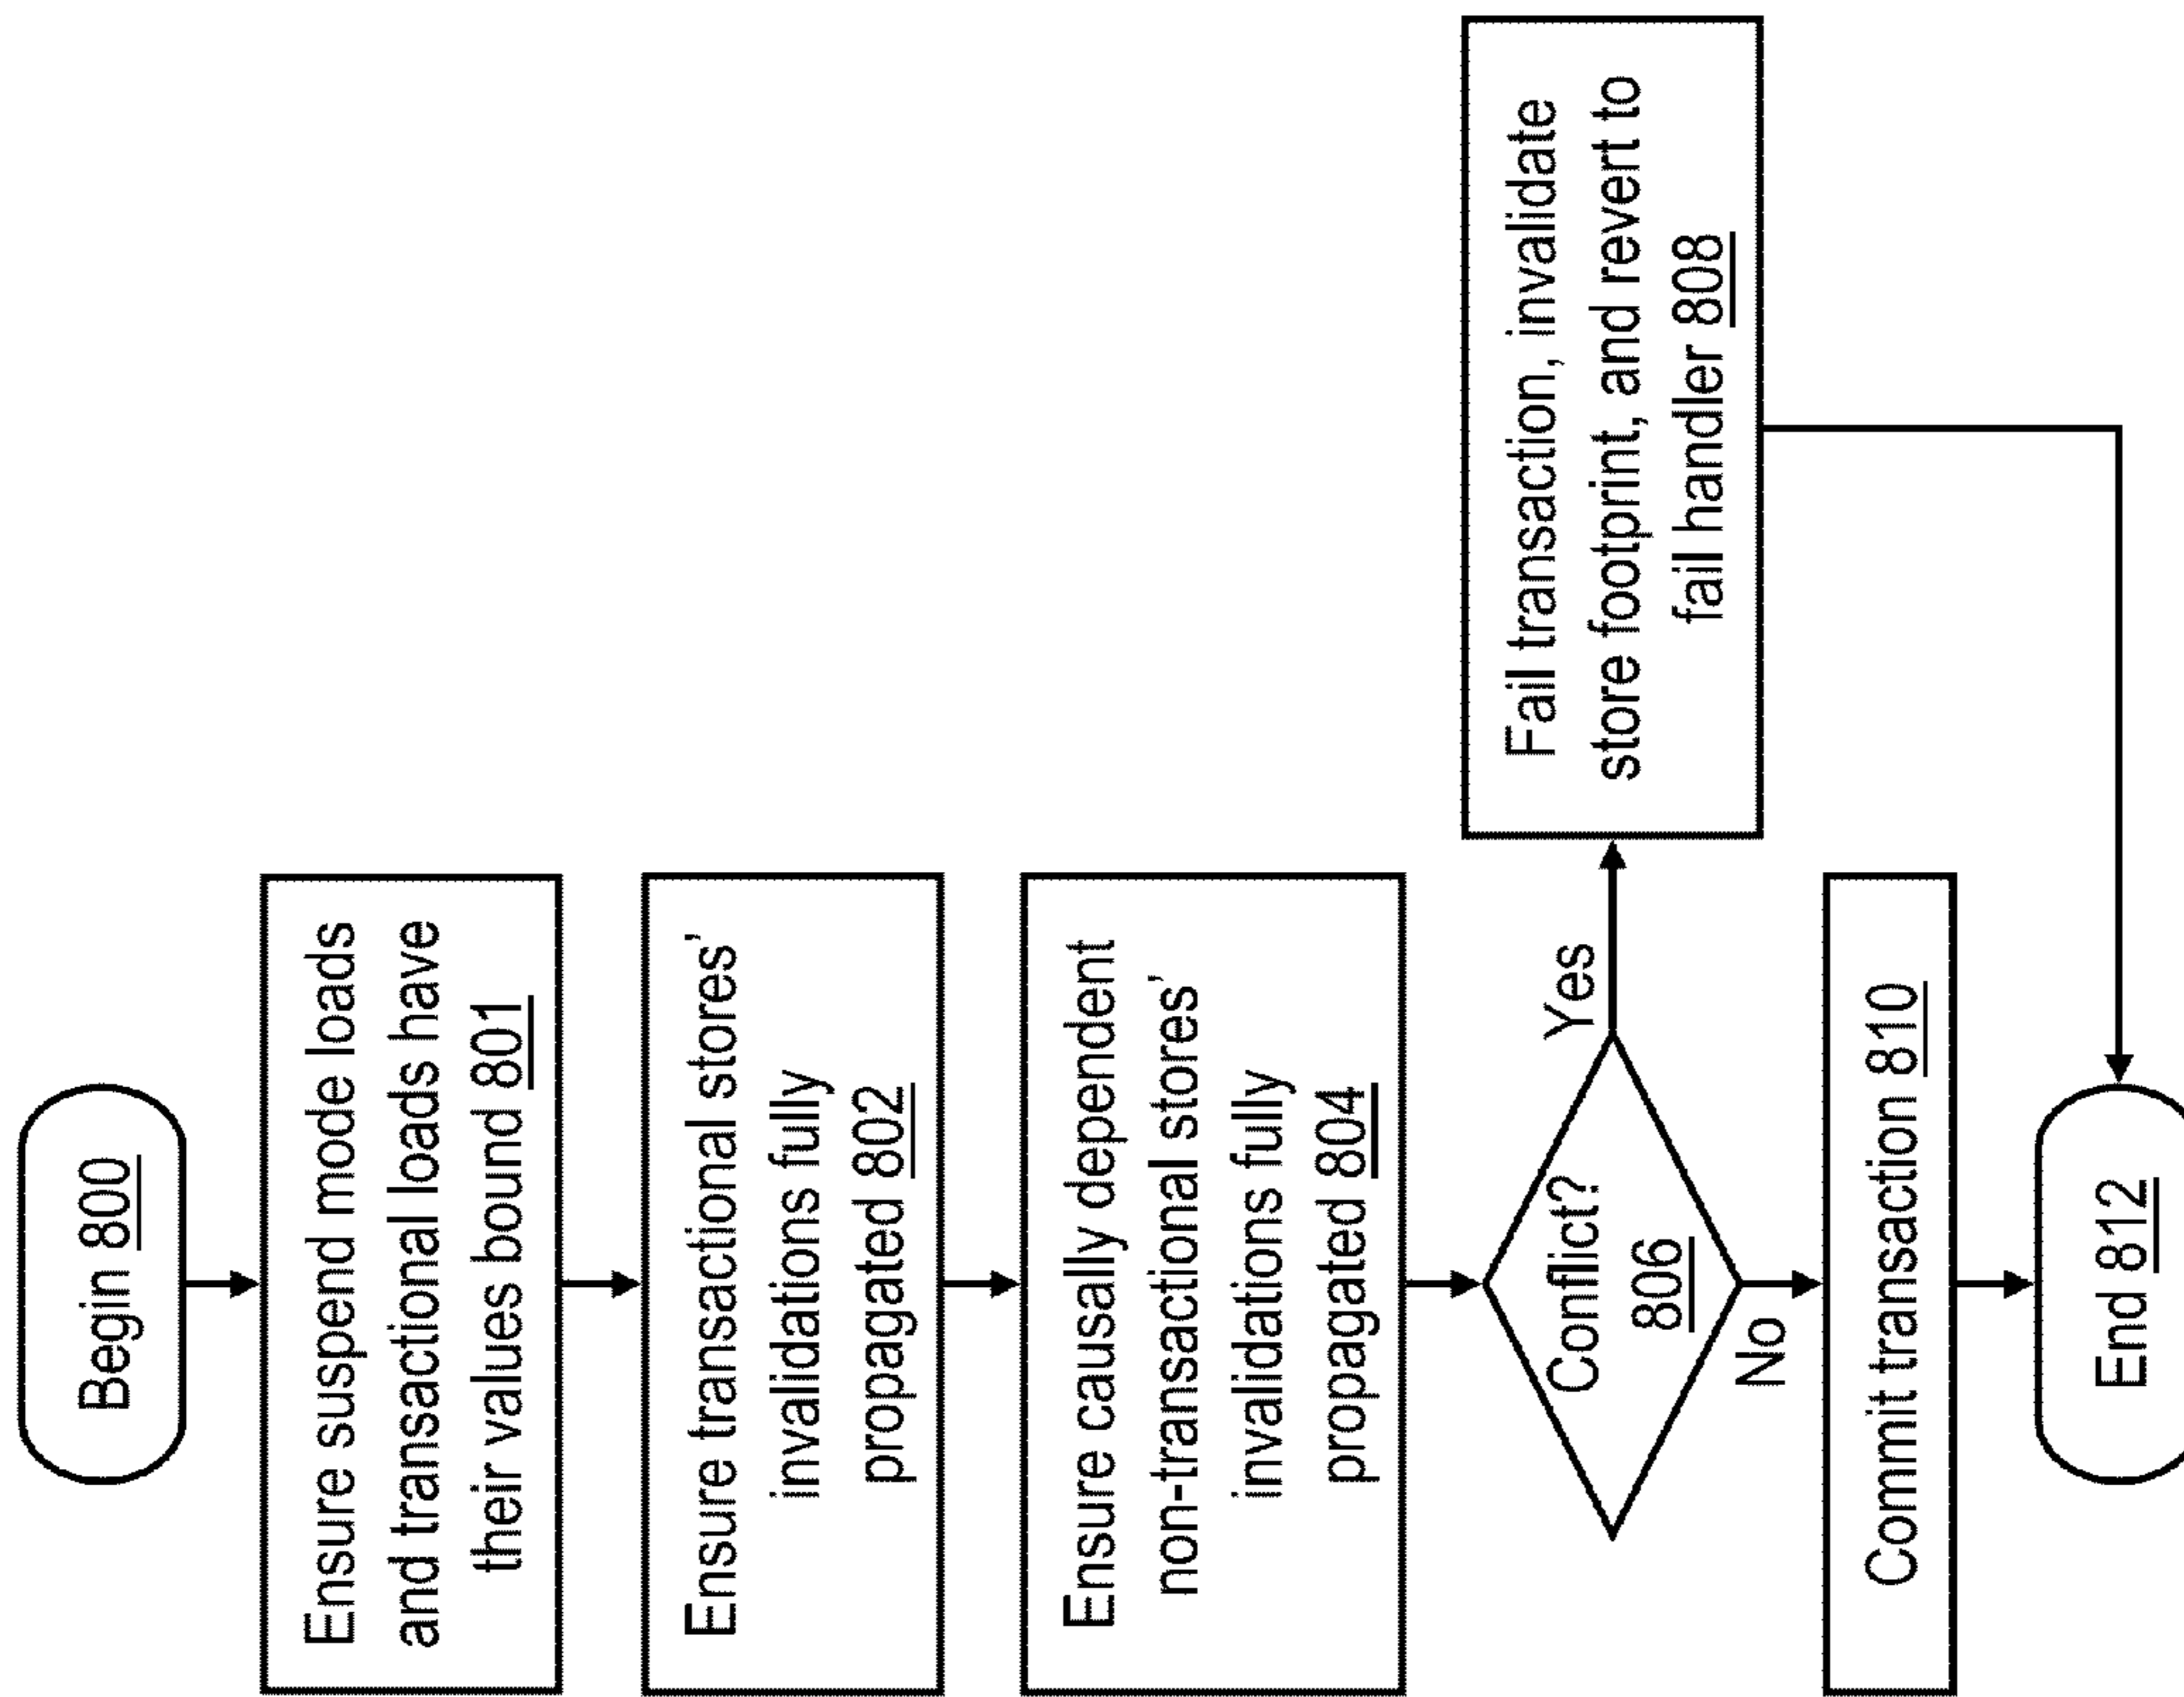 Begin 800
Ensure suspend mode loads
and transactional loads have
their values bound 801
Ensure transactional stores’
invalidations fully
propagated 802
Ensure causally dependent
non-transactional stores’
invalidations fully
propagated 804
Conflict?
806
Yes
No
Fail transaction, invalidate
store footprint, and revert to
fail handler 808
Commit transaction 810
End 812